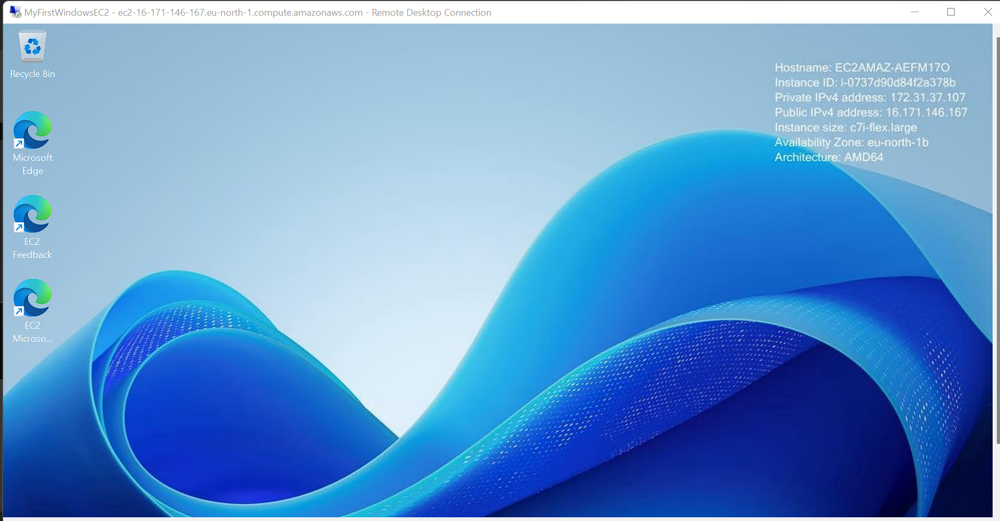 MyFirstWindowsEC2 - ec2-16-171-146-167.eu-north-1.compute.amazonaws.com - Remote Desktop Connection
Recycle Bin
Microsoft
Edge
EC2
Feedback
EC2
Microso...
Hostname: EC2AMAZ-AEFM17O
Instance ID: i-0737d90d84f2a378b
Private IPv4 address: 172.31.37.107
Public IPv4 address: 16.171.146.167
Instance size: c7i-flex.large
Availability Zone: eu-north-1b
Architecture: AMD64